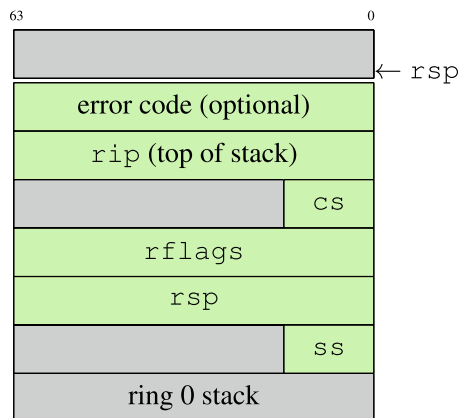 63 0
rsp
error code (optional)
rip (top of stack)
cs
rflags
rsp
ss
ring 0 stack